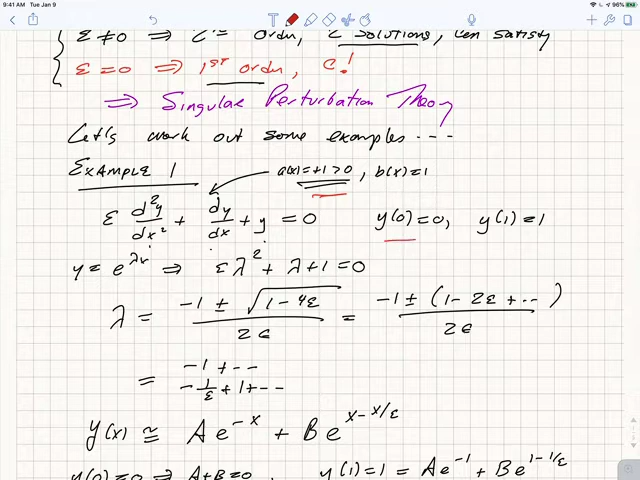 9:41 AM Tue Jan 9
96%
ε≠0 ⇒ order, 2 Solutions, can satisfy
ε=0 ⇒ 1st order, !
⇒ Singular Perturbation Theory
Let's work out some examples ---
Example 1
a(x)=+1>0, b(x)=1
ε d²y/dx² + dy/dx + y = 0 y(0)=0, y(1)=1
y = e^{λx} ⇒ ελ² + λ + 1 = 0
λ = (-1 ± √(1-4ε))/2ε = (-1 ± (1-2ε+--))/2ε
= -1 + --
-1/ε + 1 + --
y(x) ≅ Ae^{-x} + Be^{x-x/ε}
y(0)=0 ⇒ A+B=0, y(1)=1 = Ae^{-1} + Be^{1-1/ε}